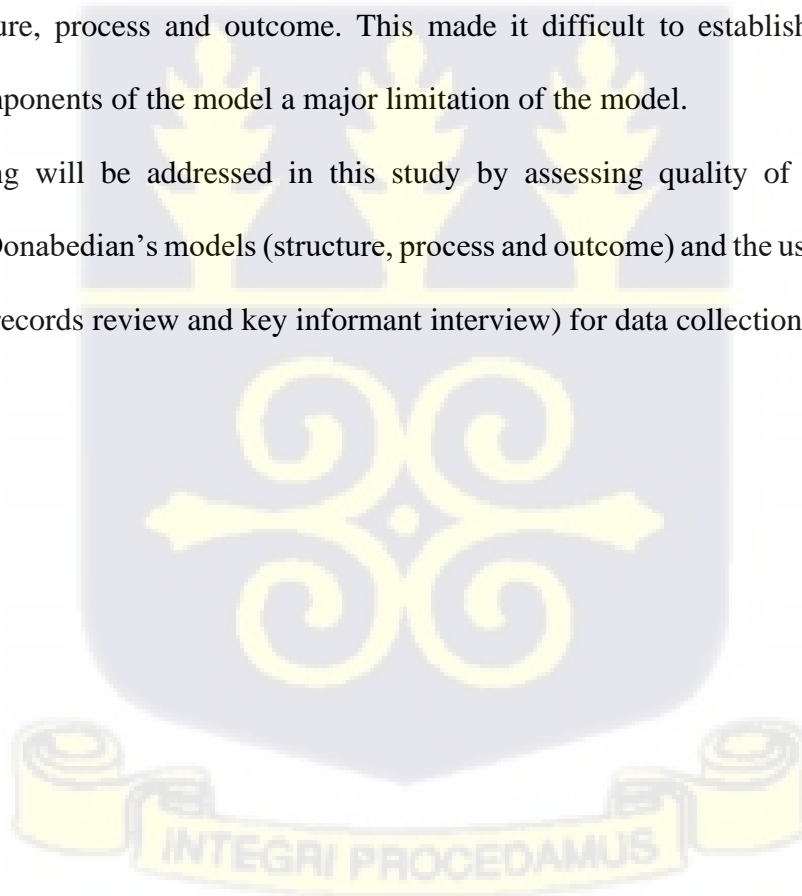 ure, process and outcome. This made it difficult to establish
ponents of the model a major limitation of the model.
ng will be addressed in this study by assessing quality of
Donabedian’s models (structure, process and outcome) and the us
records review and key informant interview) for data collection
INTEGRI PROCEDAMUS